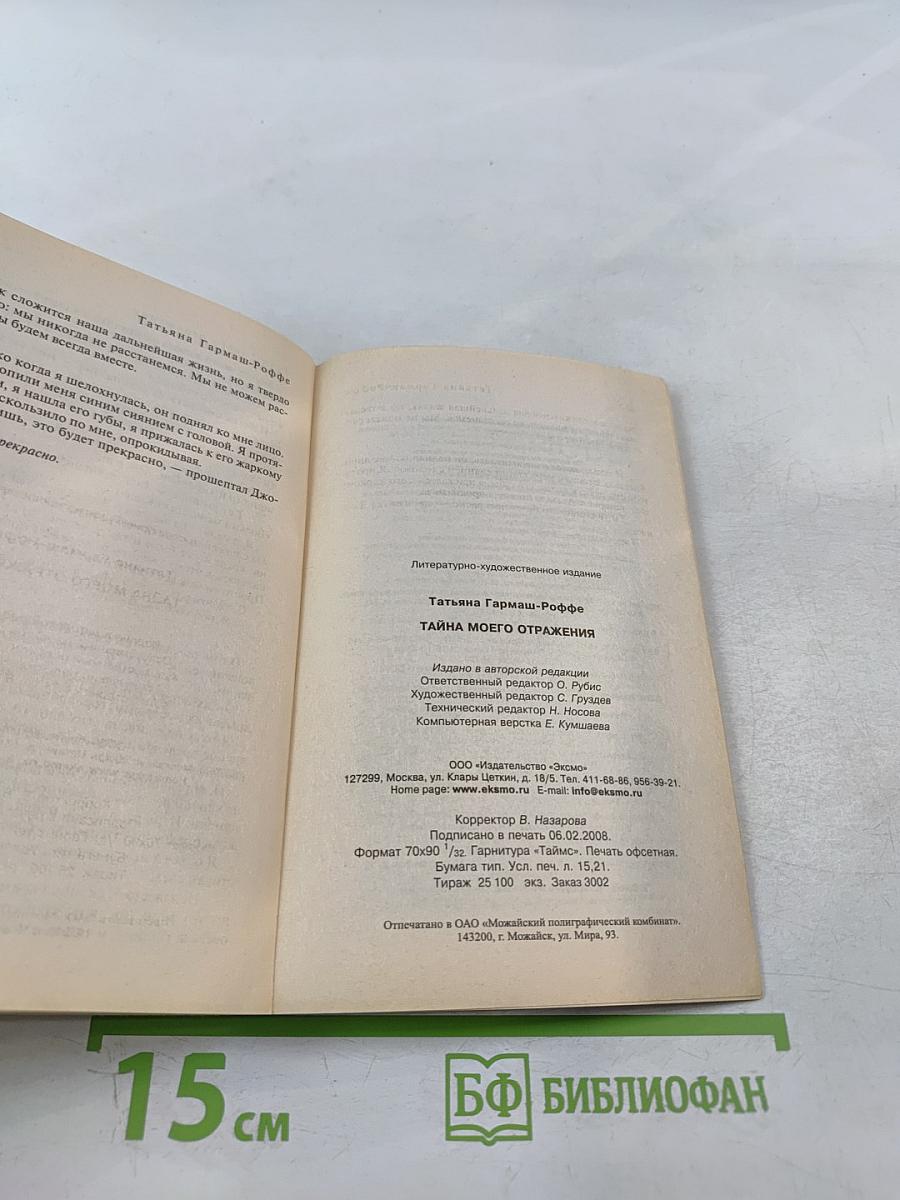 Татьяна Гармаш-Роффе
к сложится наша дальнейшая жизнь, но я твердо
о: мы никогда не расстанемся. Мы не можем рас-
ы будем всегда вместе.
ко когда я шелохнулась, он поднял ко мне лицо.
опили меня синим сиянием с головой. Я протя-
и, я нашла его губы, я прижалась к его жаркому
скользило по мне, опрокидывая.
ишь, это будет прекрасно, — прошептал Джо-
рекрасно.
Литературно-художественное издание
Татьяна Гармаш-Роффе
ТАЙНА МОЕГО ОТРАЖЕНИЯ
Издано в авторской редакции
Ответственный редактор О. Рубис
Художественный редактор С. Груздев
Технический редактор Н. Носова
Компьютерная верстка Е. Кумшаева
ООО «Издательство «Эксмо»
127299, Москва, ул. Клары Цеткин, д. 18/5. Тел. 411-68-86, 956-39-21.
Home page: www.eksmo.ru E-mail: info@eksmo.ru
Корректор В. Назарова
Подписано в печать 06.02.2008.
Формат 70x90 1/32. Гарнитура «Таймс». Печать офсетная.
Бумага тип. Усл. печ. л. 15,21.
Тираж 25 100 экз. Заказ 3002
Отпечатано в ОАО «Можайский полиграфический комбинат».
143200, г. Можайск, ул. Мира, 93.
15 см
БФ БИБЛИОФАН